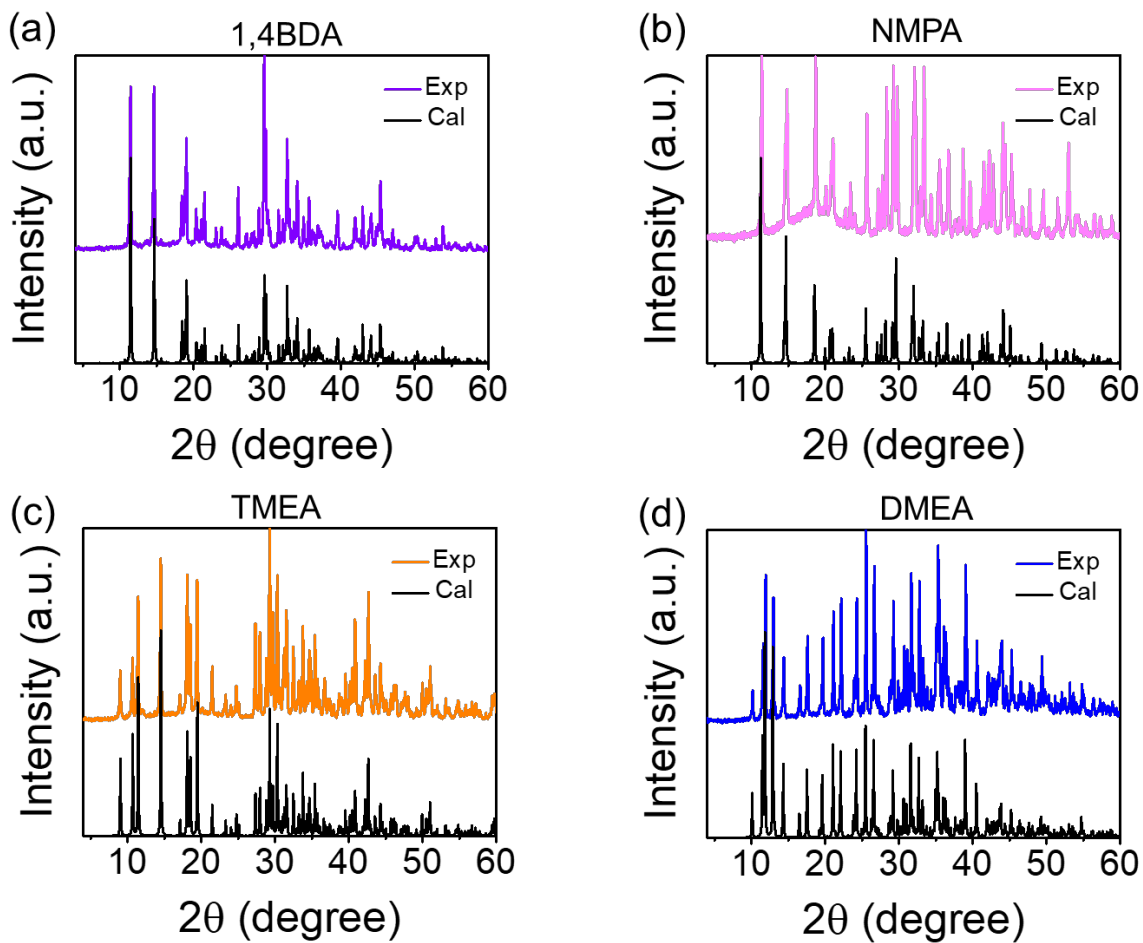 (a)
1,4BDA
Intensity (a.u.)
Exp
Cal
10 20 30 40 50 60
2θ (degree)
(b)
NMPA
Intensity (a.u.)
Exp
Cal
10 20 30 40 50 60
2θ (degree)
(c)
TMEA
Intensity (a.u.)
Exp
Cal
10 20 30 40 50 60
2θ (degree)
(d)
DMEA
Intensity (a.u.)
Exp
Cal
10 20 30 40 50 60
2θ (degree)